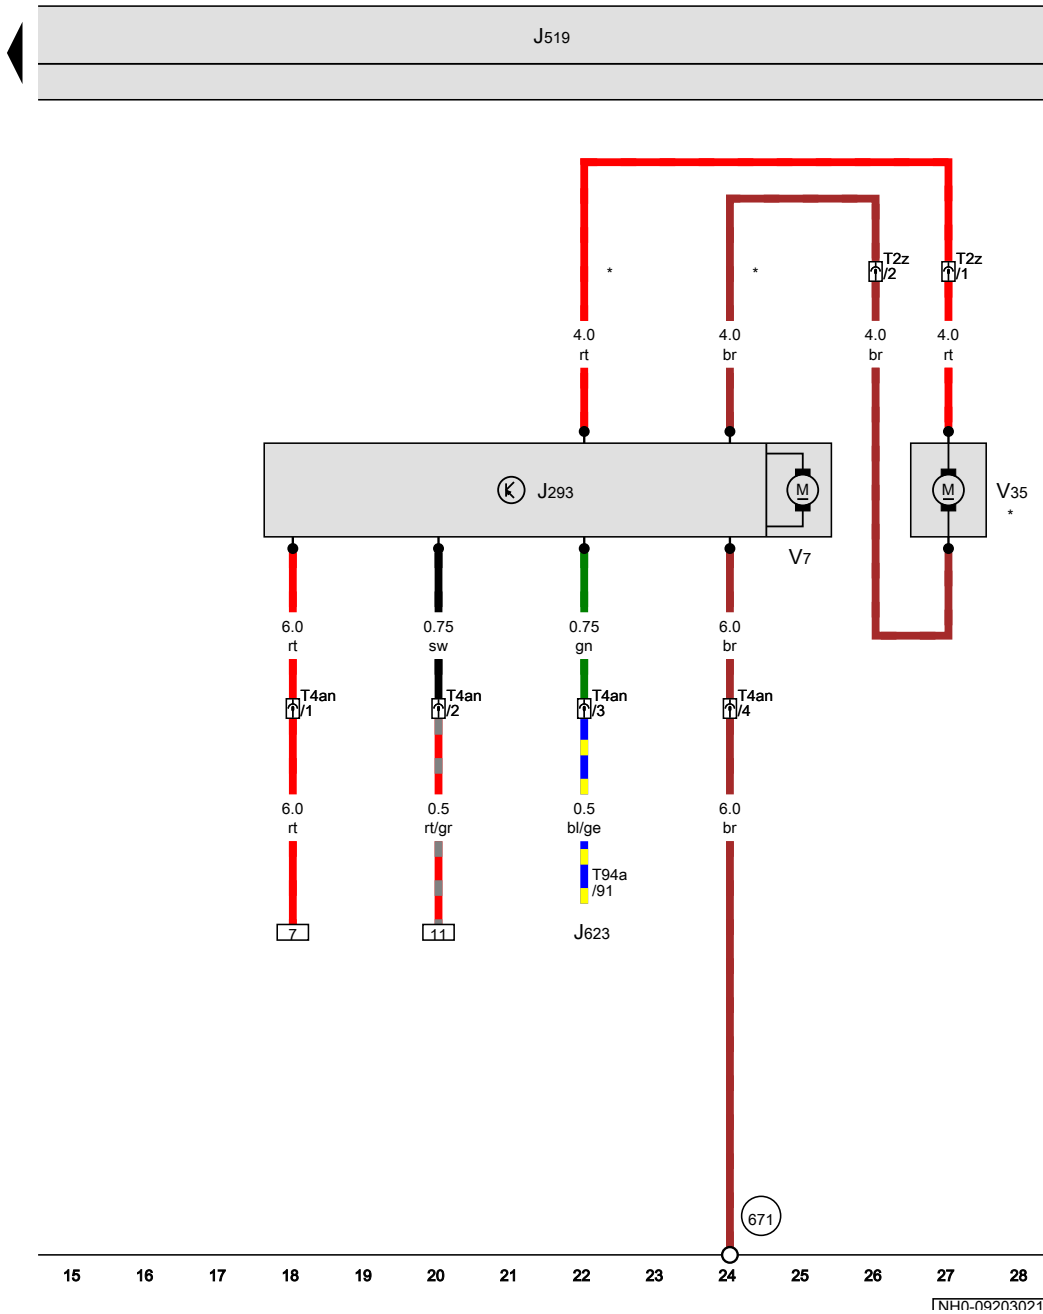 J519
T2z
/2
T2z
/1
*
*
4.0
rt
4.0
br
4.0
br
4.0
rt
J293
M
M
V35
*
V7
6.0
rt
0.75
sw
0.75
gn
6.0
br
T4an
/1
T4an
/2
T4an
/3
T4an
/4
6.0
rt
0.5
rt/gr
0.5
bl/ge
6.0
br
T94a
/91
7
11
J623
671
15 16 17 18 19 20 21 22 23 24 25 26 27 28
NH0-09203021